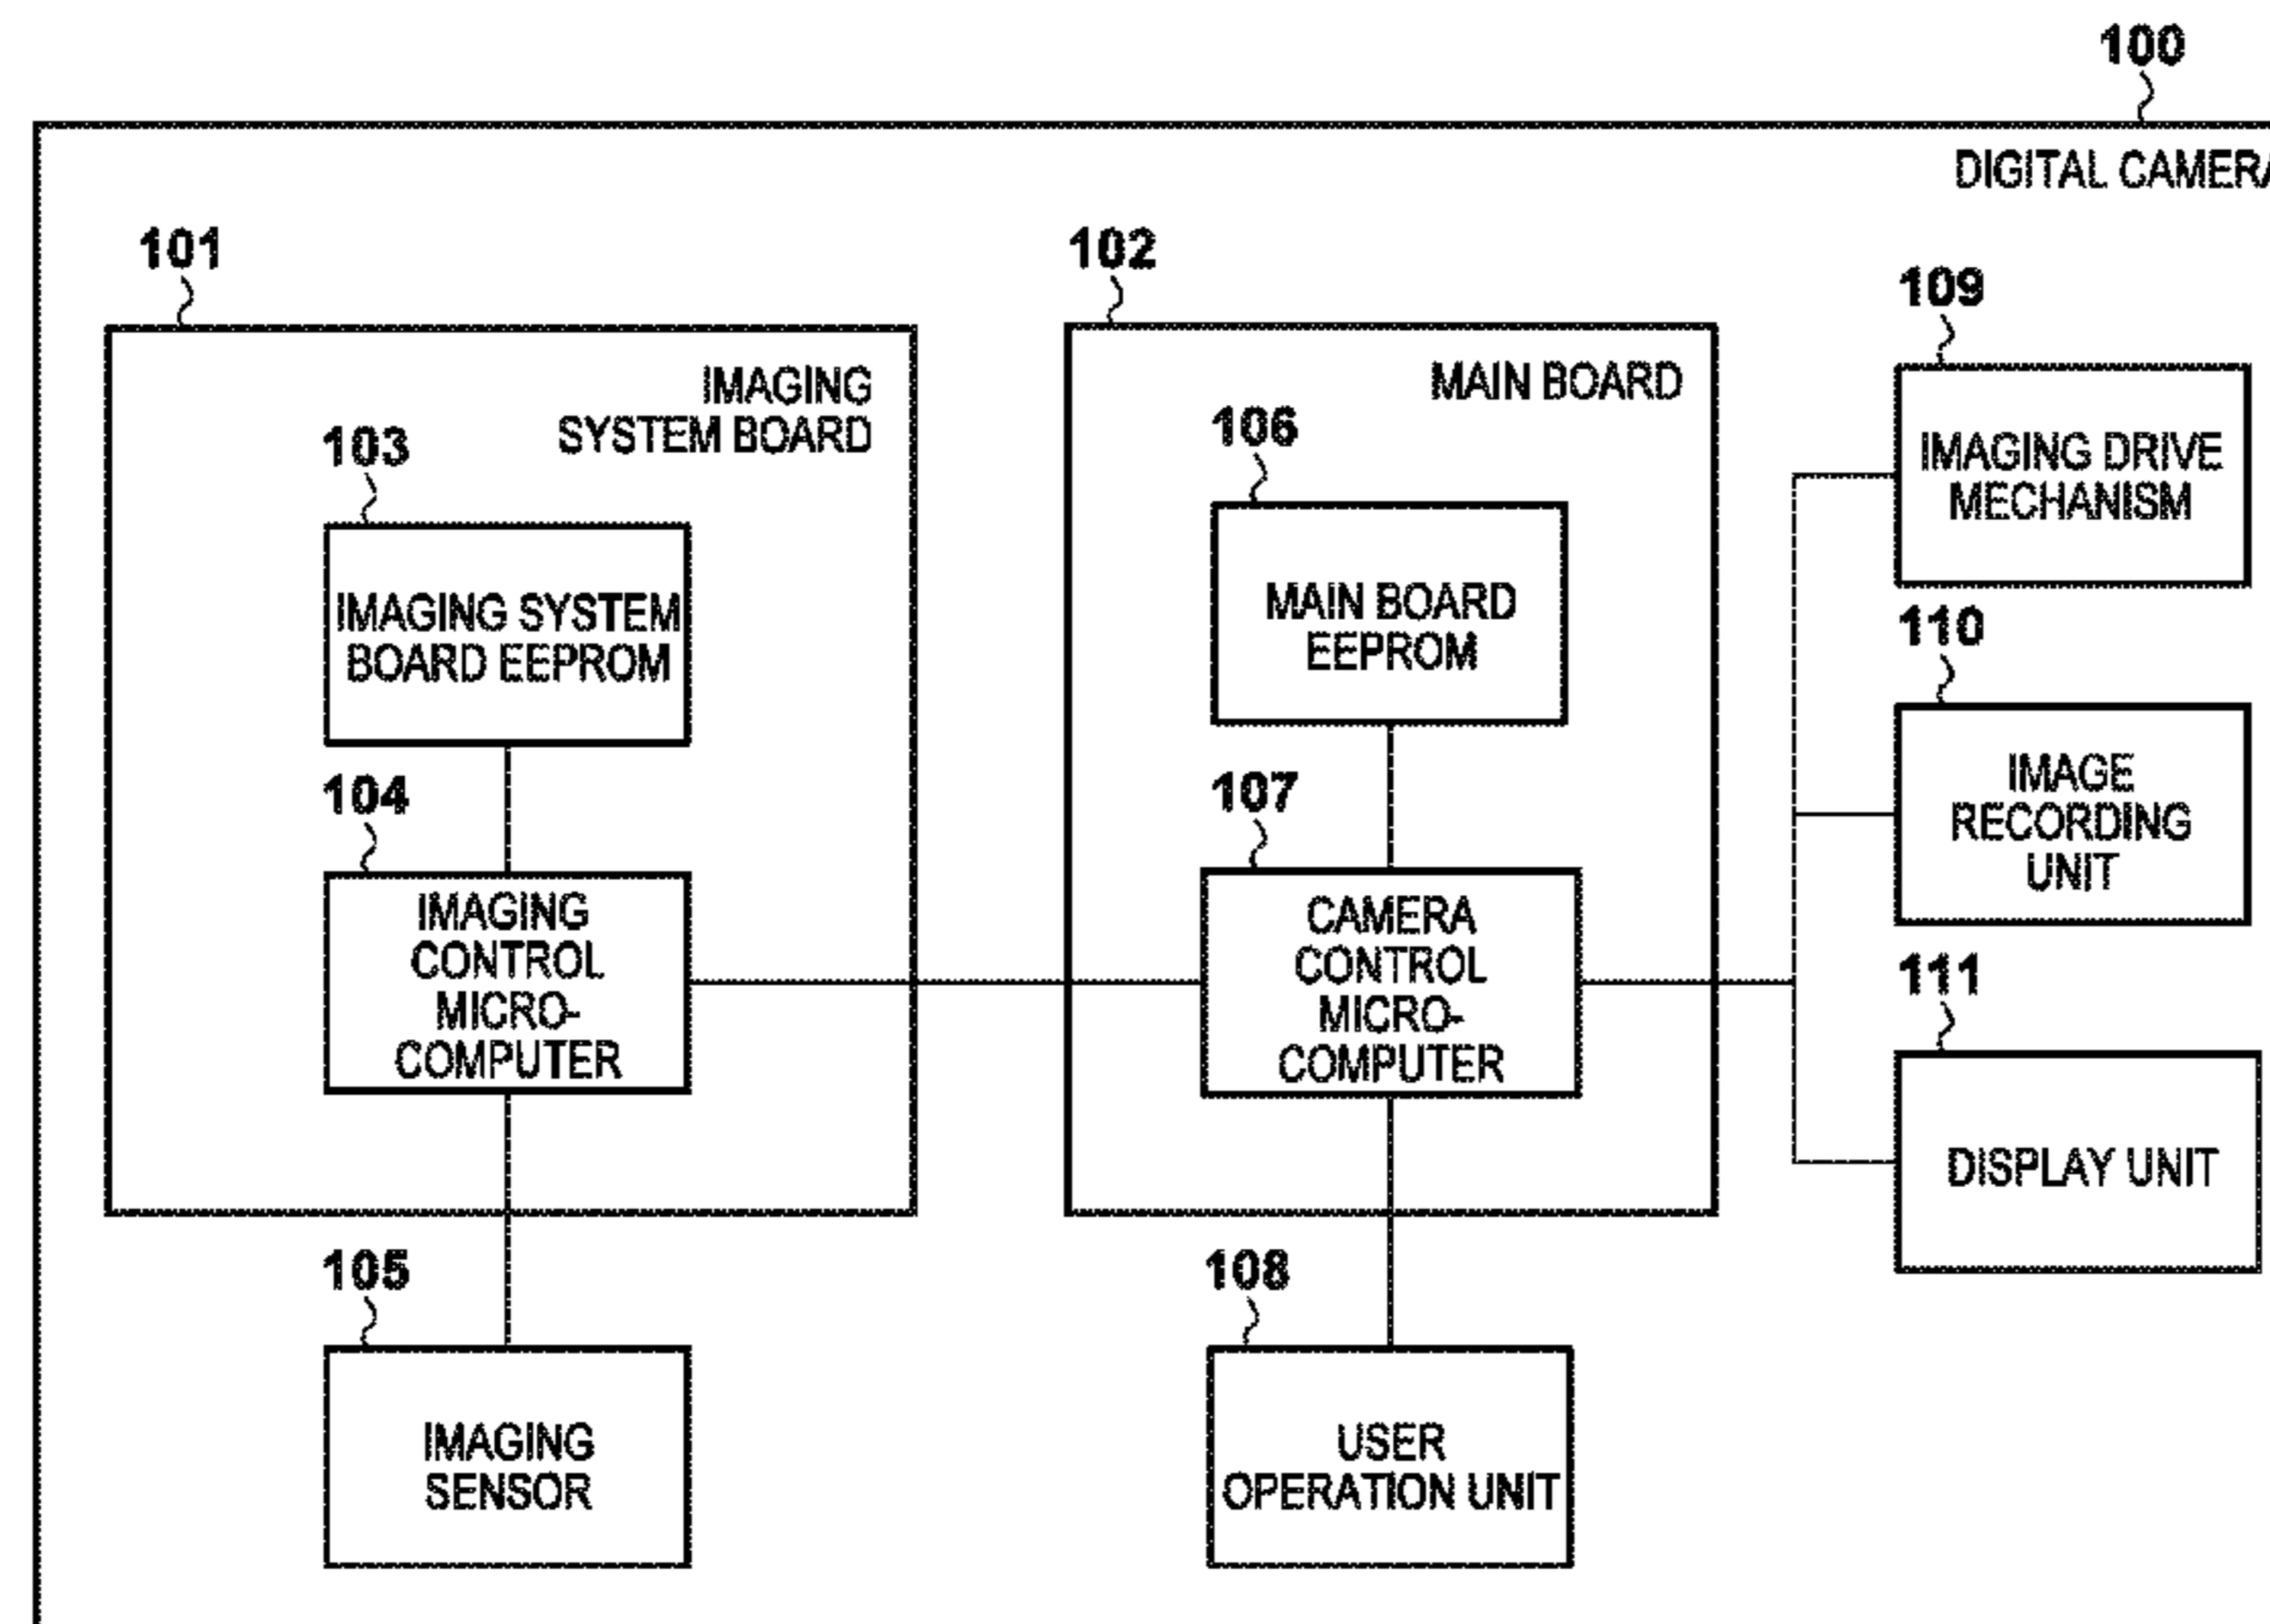 100
DIGITAL CAMERA
101
IMAGING
SYSTEM BOARD
103
IMAGING SYSTEM
BOARD EEPROM
104
IMAGING
CONTROL
MICRO-
COMPUTER
105
IMAGING
SENSOR
102
MAIN BOARD
106
MAIN BOARD
EEPROM
107
CAMERA
CONTROL
MICRO-
COMPUTER
108
USER
OPERATION UNIT
109
IMAGING DRIVE
MECHANISM
110
IMAGE
RECORDING
UNIT
111
DISPLAY UNIT